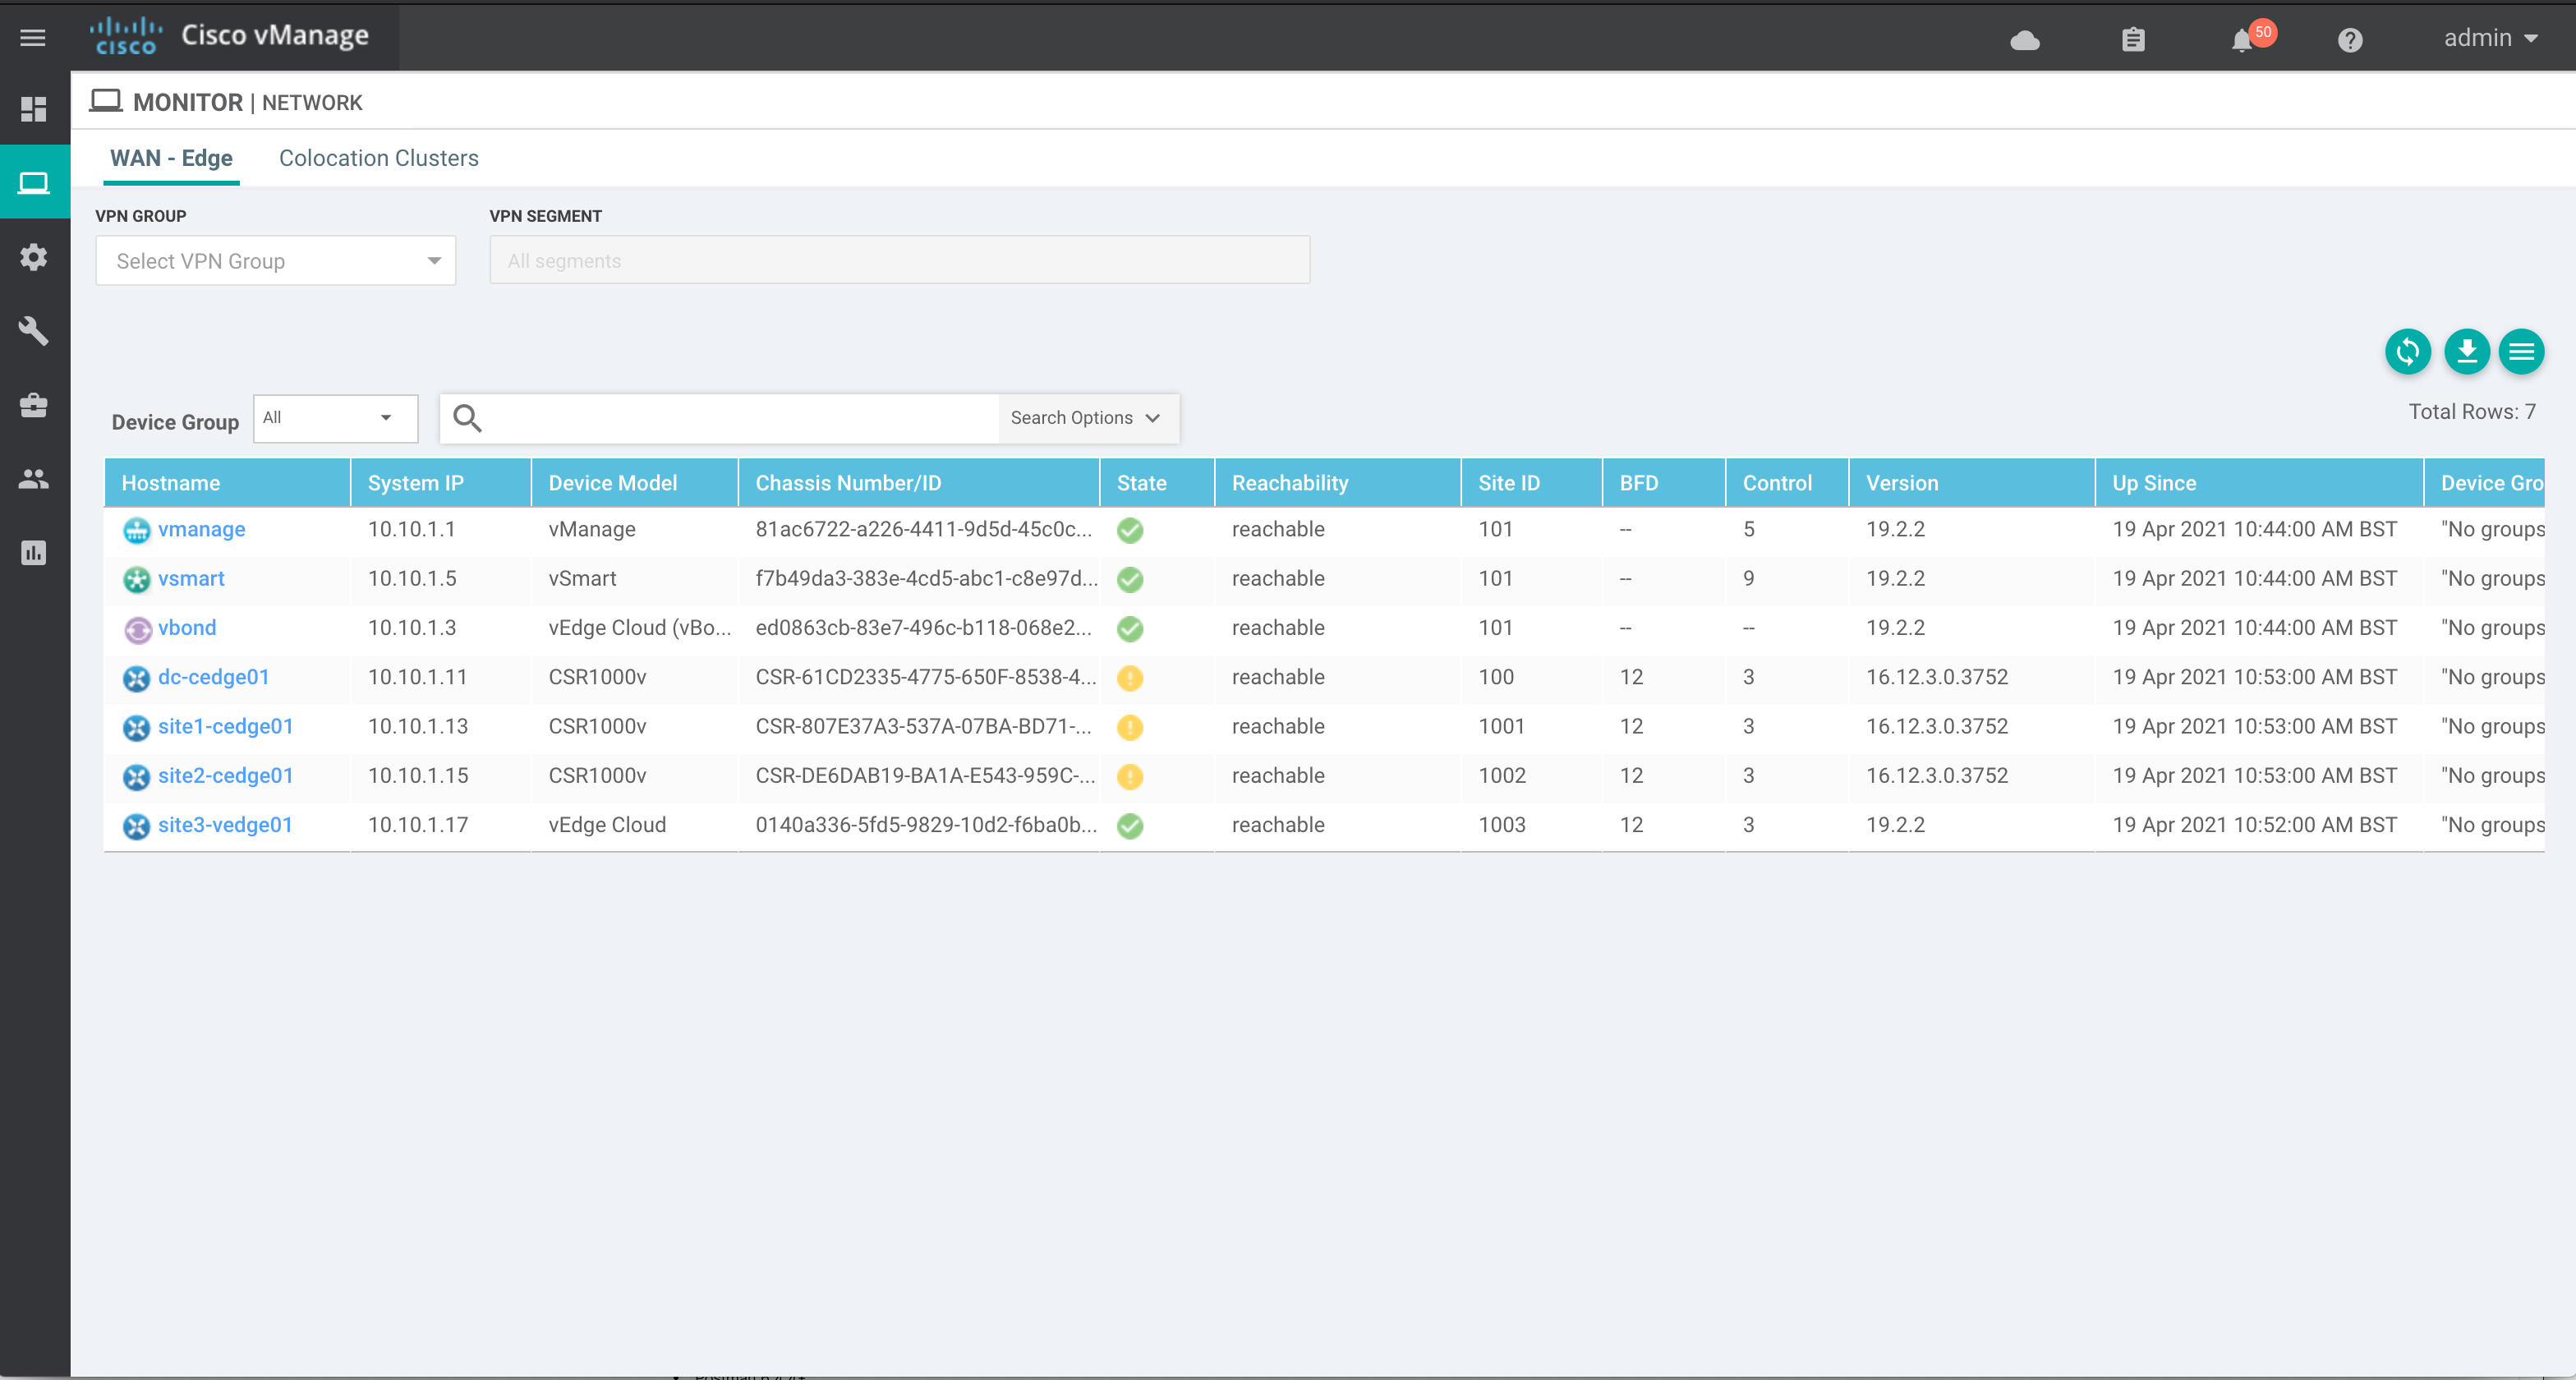 CISCO Cisco vManage 50 admin
MONITOR | NETWORK
WAN - Edge Colocation Clusters
VPN GROUP VPN SEGMENT
Select VPN Group All segments
Total Rows: 7
Device Group All Search Options
Hostname System IP Device Model Chassis Number/ID State Reachability Site ID BFD Control Version Up Since Device Gro
vmanage 10.10.1.1 vManage 81ac6722-a226-4411-9d5d-45c0c... reachable 101 -- 5 19.2.2 19 Apr 2021 10:44:00 AM BST "No groups
vsmart 10.10.1.5 vSmart f7b49da3-383e-4cd5-abc1-c8e97d... reachable 101 -- 9 19.2.2 19 Apr 2021 10:44:00 AM BST "No groups
vbond 10.10.1.3 vEdge Cloud (vBo... ed0863cb-83e7-496c-b118-068e2... reachable 101 -- -- 19.2.2 19 Apr 2021 10:44:00 AM BST "No groups
dc-cedge01 10.10.1.11 CSR1000v CSR-61CD2335-4775-650F-8538-4... reachable 100 12 3 16.12.3.0.3752 19 Apr 2021 10:53:00 AM BST "No groups
site1-cedge01 10.10.1.13 CSR1000v CSR-807E37A3-537A-07BA-BD71-... reachable 1001 12 3 16.12.3.0.3752 19 Apr 2021 10:53:00 AM BST "No groups
site2-cedge01 10.10.1.15 CSR1000v CSR-DE6DAB19-BA1A-E543-959C-... reachable 1002 12 3 16.12.3.0.3752 19 Apr 2021 10:53:00 AM BST "No groups
site3-vedge01 10.10.1.17 vEdge Cloud 0140a336-5fd5-9829-10d2-f6ba0b... reachable 1003 12 3 19.2.2 19 Apr 2021 10:52:00 AM BST "No groups